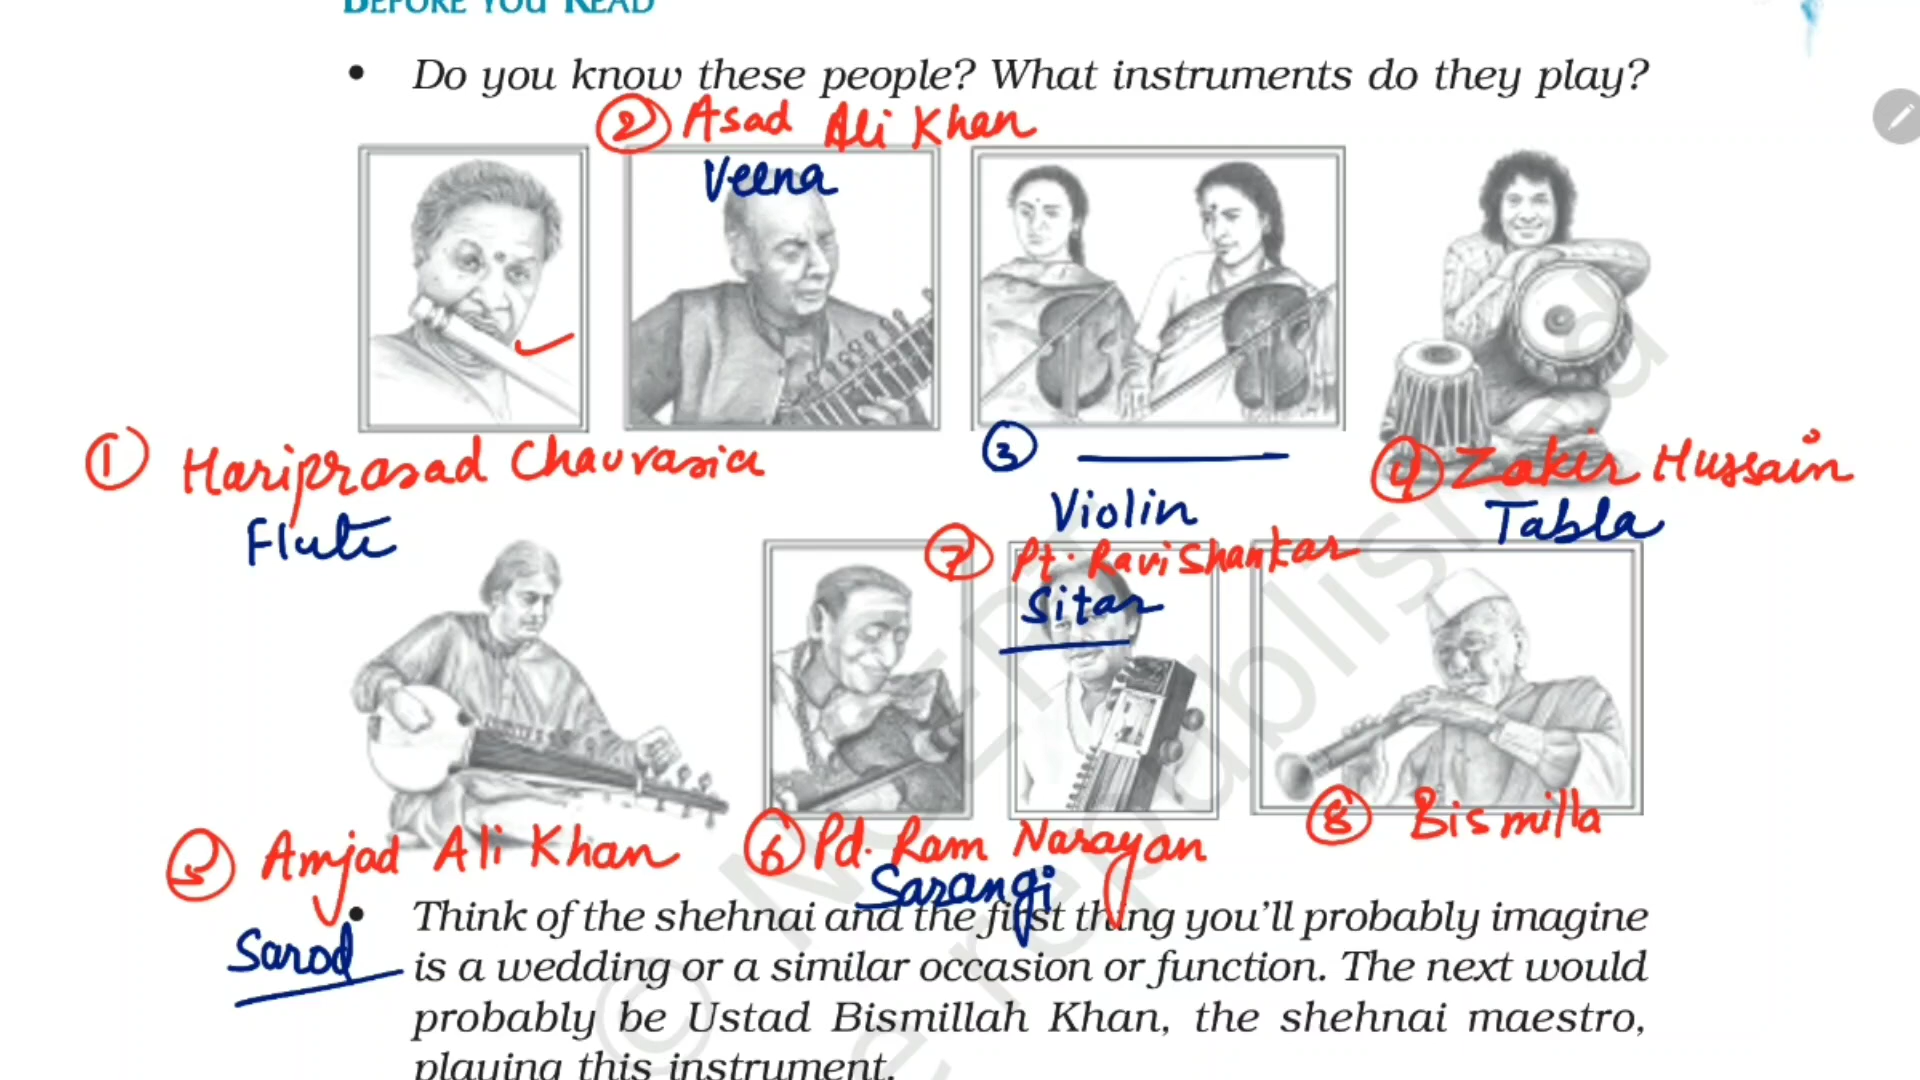 BEFORE YOU READ
• Do you know these people? What instruments do they play?
② Asad Ali Khan
Veena
① Hariprasad Chaurasia
Flute
③
Violin
④ Zakir Hussain
Tabla
⑦ Pt. Ravi Shankar
Sitar
⑤ Amjad Ali Khan
Sarod
⑥ Pd. Ram Narayan
Sarangi
⑧ Bismilla
• Think of the shehnai and the first thing you'll probably imagine
is a wedding or a similar occasion or function. The next would
probably be Ustad Bismillah Khan, the shehnai maestro,
playing this instrument.